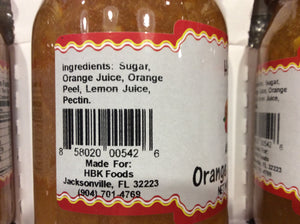 Ingredients: Sugar,
Orange Juice, Orange
Peel, Lemon Juice,
Pectin.
8 58020 00542 6
Made For:
HBK Foods
Jacksonville, FL 32223
(904) 701-4769
Orange